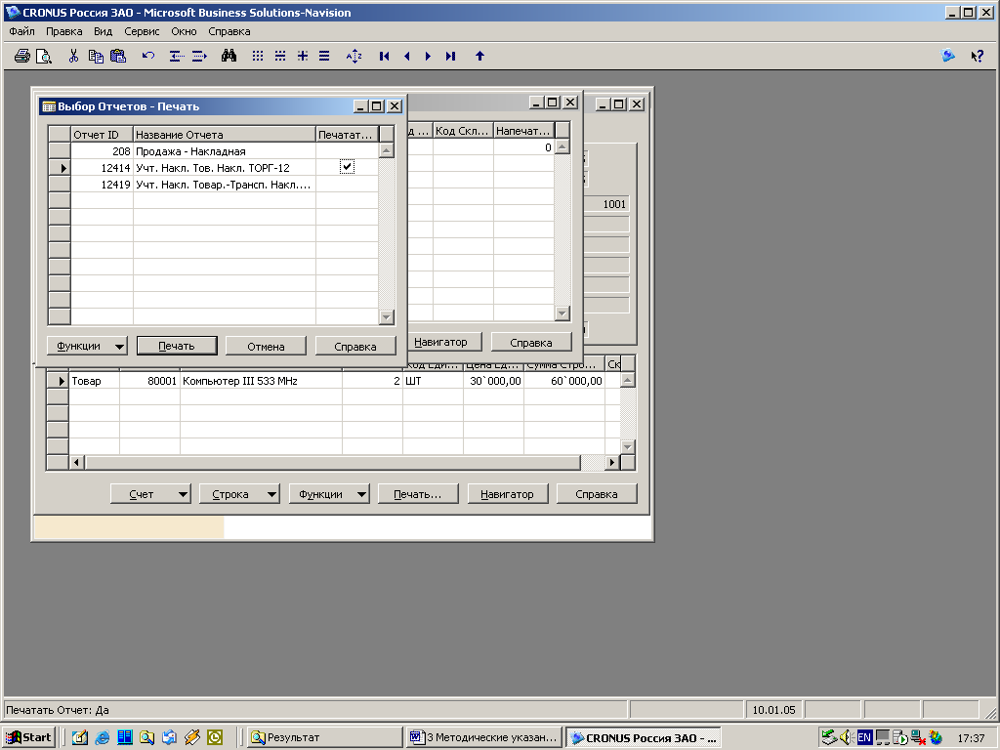 CRONUS Россия ЗАО - Microsoft Business Solutions-Navision
Файл Правка Вид Сервис Окно Справка
Выбор Отчетов - Печать
Отчет ID Название Отчета Печатат...
208 Продажа - Накладная
12414 Учт. Накл. Тов. Накл. ТОРГ-12
12419 Учт. Накл. Товар.-Трансп. Накл....
Функции Печать Отмена Справка
д ... Код Скл... Напечат...
0
Навигатор Справка
1001
Код Еди... Цена Ед... Сумма Стро... Ск
Товар 80001 Компьютер III 533 MHz 2 ШТ 30`000,00 60`000,00
Счет Строка Функции Печать... Навигатор Справка
Печатать Отчет: Да 10.01.05
Start Результат 3 Методические указан... CRONUS Россия ЗАО - ... EN 17:37